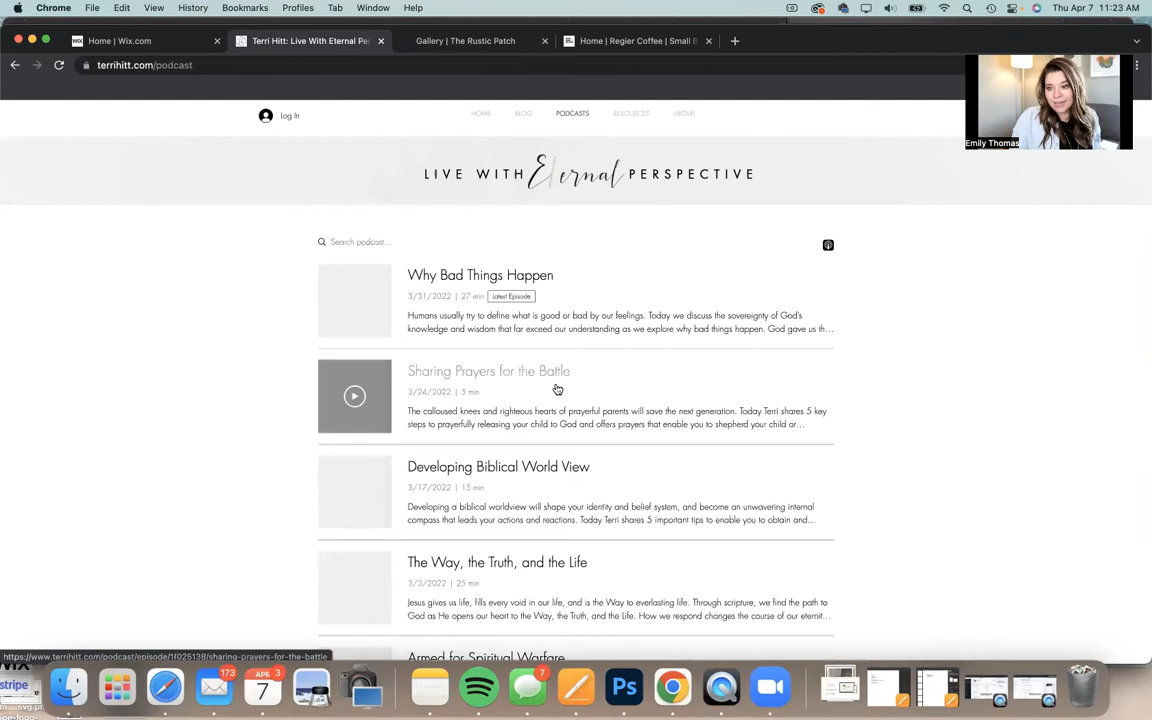 Chrome File Edit View History Bookmarks Profiles Tab Window Help Thu Apr 7 11:23 AM
Home | Wix.com Terri Hitt: Live With Eternal Pe Gallery | The Rustic Patch Home | Regier Coffee | Small B
terrihitt.com/podcast
Emily Thomas
Log In HOME BLOG PODCASTS RESOURCES ABOUT
LIVE WITH Eternal PERSPECTIVE
Search podcast...
Why Bad Things Happen
3/31/2022 | 27 min Latest Episode
Humans usually try to define what is good or bad by our feelings. Today we discuss the sovereignty of God's
knowledge and wisdom that far exceed our understanding as we explore why bad things happen. God gave us th...
Sharing Prayers for the Battle
3/24/2022 | 5 min
The calloused knees and righteous hearts of prayerful parents will save the next generation. Today Terri shares 5 key
steps to prayerfully releasing your child to God and offers prayers that enable you to shepherd your child or...
Developing Biblical World View
3/17/2022 | 15 min
Developing a biblical worldview will shape your identity and belief system, and become an unwavering internal
compass that leads your actions and reactions. Today Terri shares 5 important tips to enable you to obtain and...
The Way, the Truth, and the Life
3/3/2022 | 25 min
Jesus gives us life, fills every void in our life, and is the Way to everlasting life. Through scripture, we find the path to
God as He opens our heart to the Way, the Truth, and the Life. How we respond changes the course of our eternit...
Armed for Spiritual Warfare
https://www.terrihitt.com/podcast/episode/1f025138/sharing-prayers-for-the-battle
stripe
173 APR 3 7 7 Ps